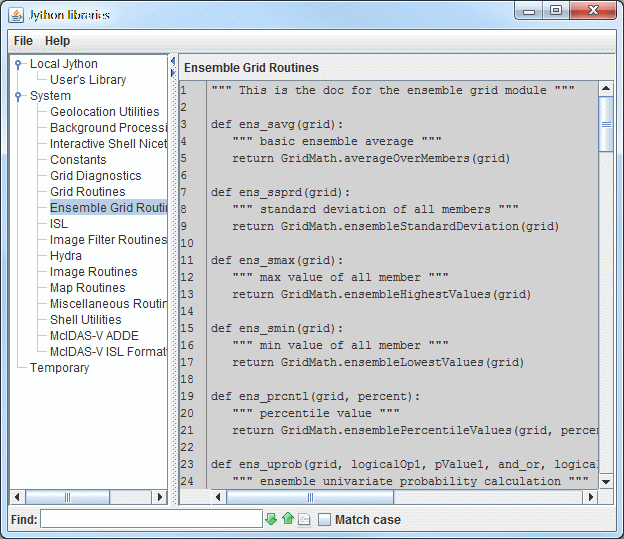 Jython libraries
File Help
Local Jython
User's Library
System
Geolocation Utilities
Background Processi
Interactive Shell Nicet
Constants
Grid Diagnostics
Grid Routines
Ensemble Grid Routi
ISL
Image Filter Routines
Hydra
Image Routines
Map Routines
Miscellaneous Routin
Shell Utilities
McIDAS-V ADDE
McIDAS-V ISL Format
Temporary
Ensemble Grid Routines
1 """ This is the doc for the ensemble grid module """
2
3 def ens_savg(grid):
4 """ basic ensemble average """
5 return GridMath.averageOverMembers(grid)
6
7 def ens_ssprd(grid):
8 """ standard deviation of all members """
9 return GridMath.ensembleStandardDeviation(grid)
10
11 def ens_smax(grid):
12 """ max value of all member """
13 return GridMath.ensembleHighestValues(grid)
14
15 def ens_smin(grid):
16 """ min value of all member """
17 return GridMath.ensembleLowestValues(grid)
18
19 def ens_prcntl(grid, percent):
20 """ percentile value """
21 return GridMath.ensemblePercentileValues(grid, percen
22
23 def ens_uprob(grid, logicalOp1, pValue1, and_or, logical
24 """ ensemble univariate probability calculation """
Find: Match case